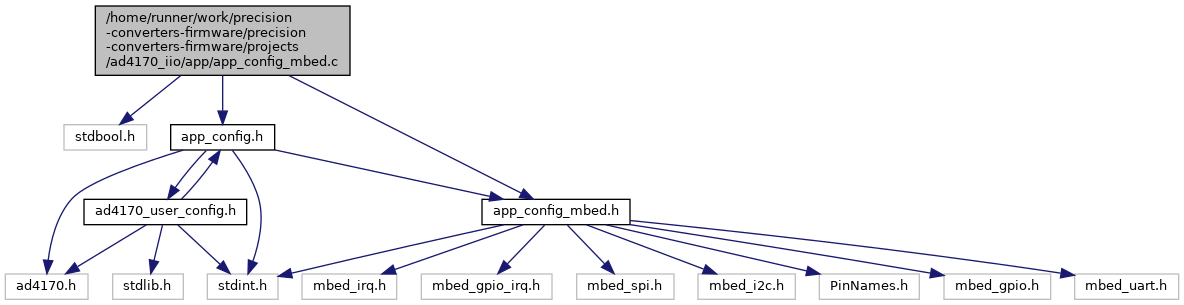 /home/runner/work/precision
-converters-firmware/precision
-converters-firmware/projects
/ad4170_iio/app/app_config_mbed.c
stdbool.h
app_config.h
ad4170_user_config.h
app_config_mbed.h
ad4170.h
stdlib.h
stdint.h
mbed_irq.h
mbed_gpio_irq.h
mbed_spi.h
mbed_i2c.h
PinNames.h
mbed_gpio.h
mbed_uart.h